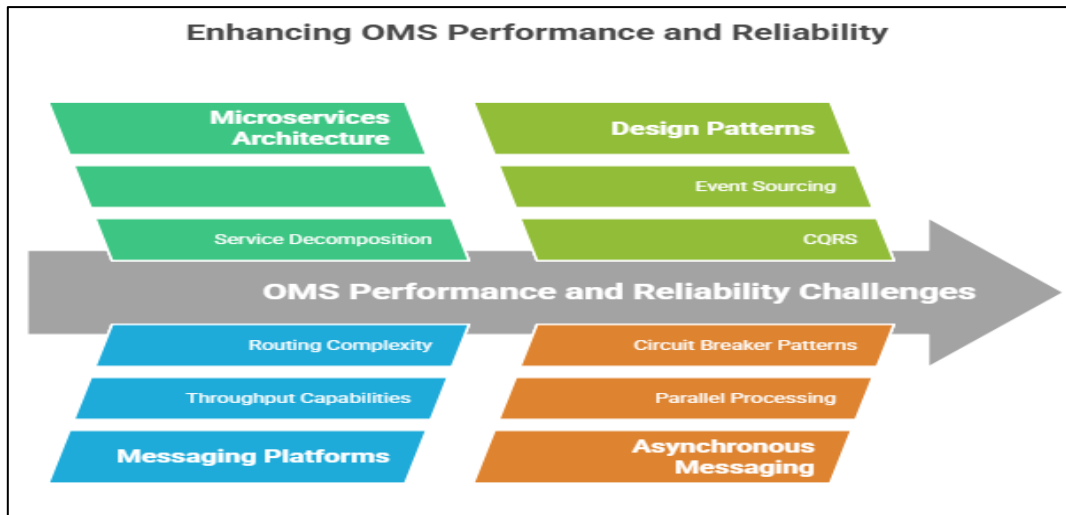 Enhancing OMS Performance and Reliability
Microservices
Architecture
Service Decomposition
Design Patterns
Event Sourcing
CQRS
OMS Performance and Reliability Challenges
Routing Complexity
Throughput Capabilities
Messaging Platforms
Circuit Breaker Patterns
Parallel Processing
Asynchronous
Messaging